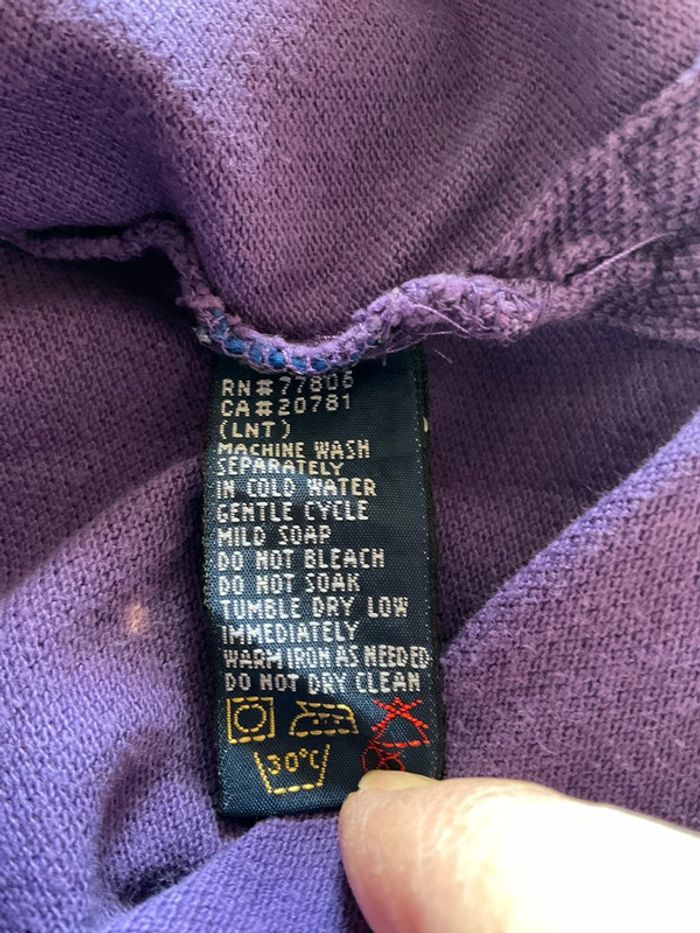 RN#77806
CA#20781
(LNT)
MACHINE WASH
SEPARATELY
IN COLD WATER
GENTLE CYCLE
MILD SOAP
DO NOT BLEACH
DO NOT SOAK
TUMBLE DRY LOW
IMMEDIATELY
WARM IRON AS NEEDED
DO NOT DRY CLEAN
30°C